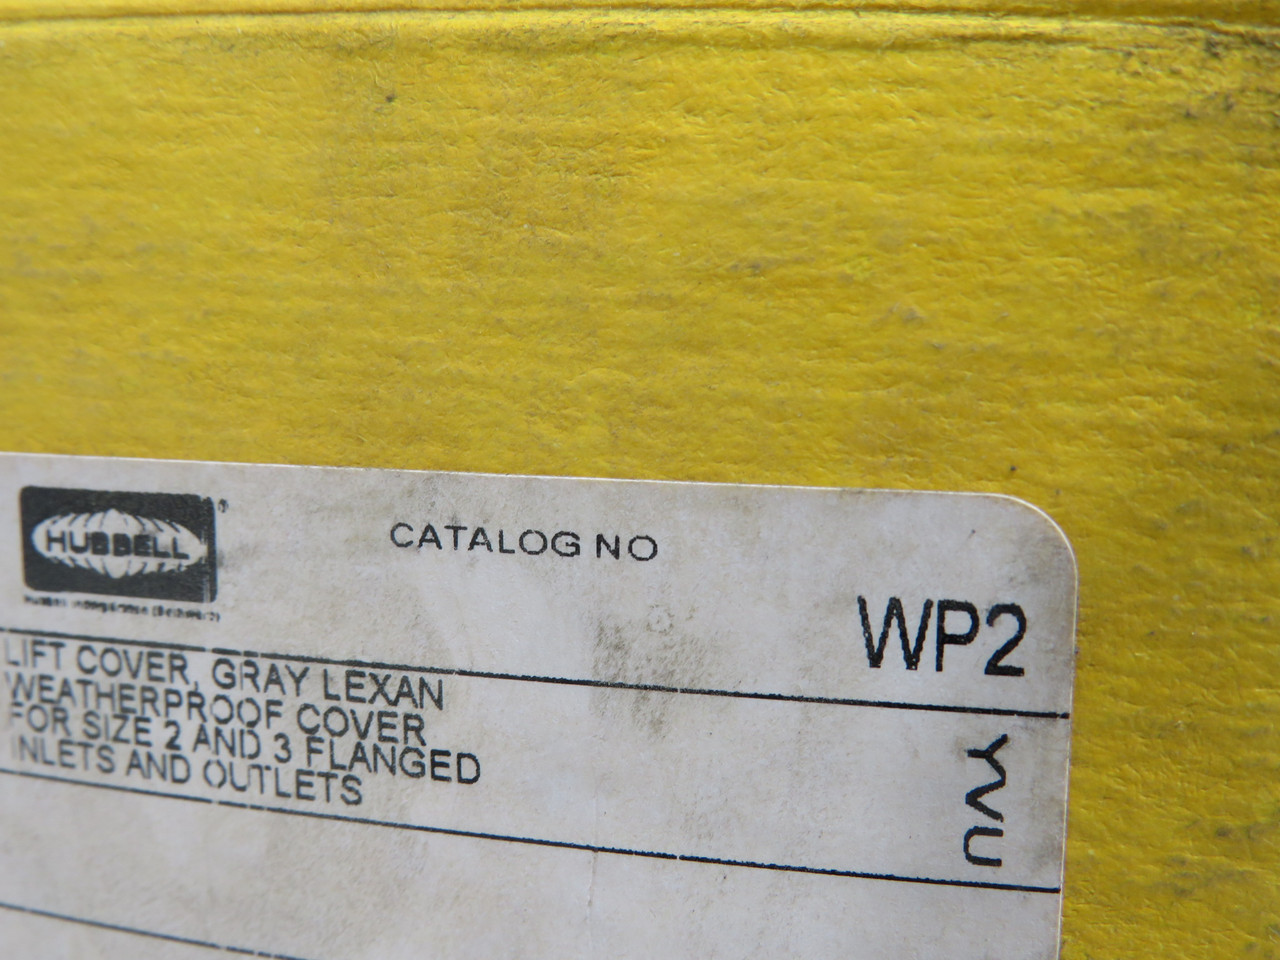 HUBBELL®
CATALOG NO
WP2
LIFT COVER, GRAY LEXAN
WEATHERPROOF COVER
FOR SIZE 2 AND 3 FLANGED
INLETS AND OUTLETS
YVU